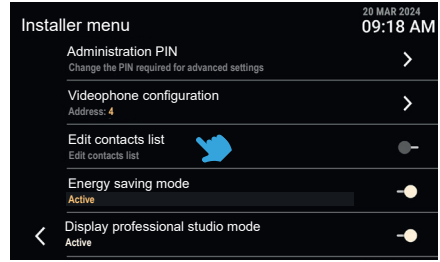 20 MAR 2024
Installer menu
09:18 AM
Administration PIN
Change the PIN required for advanced settings
Videophone configuration
Address: 4
Edit contacts list
Edit contacts list
Energy saving mode
Active
Display professional studio mode
Active